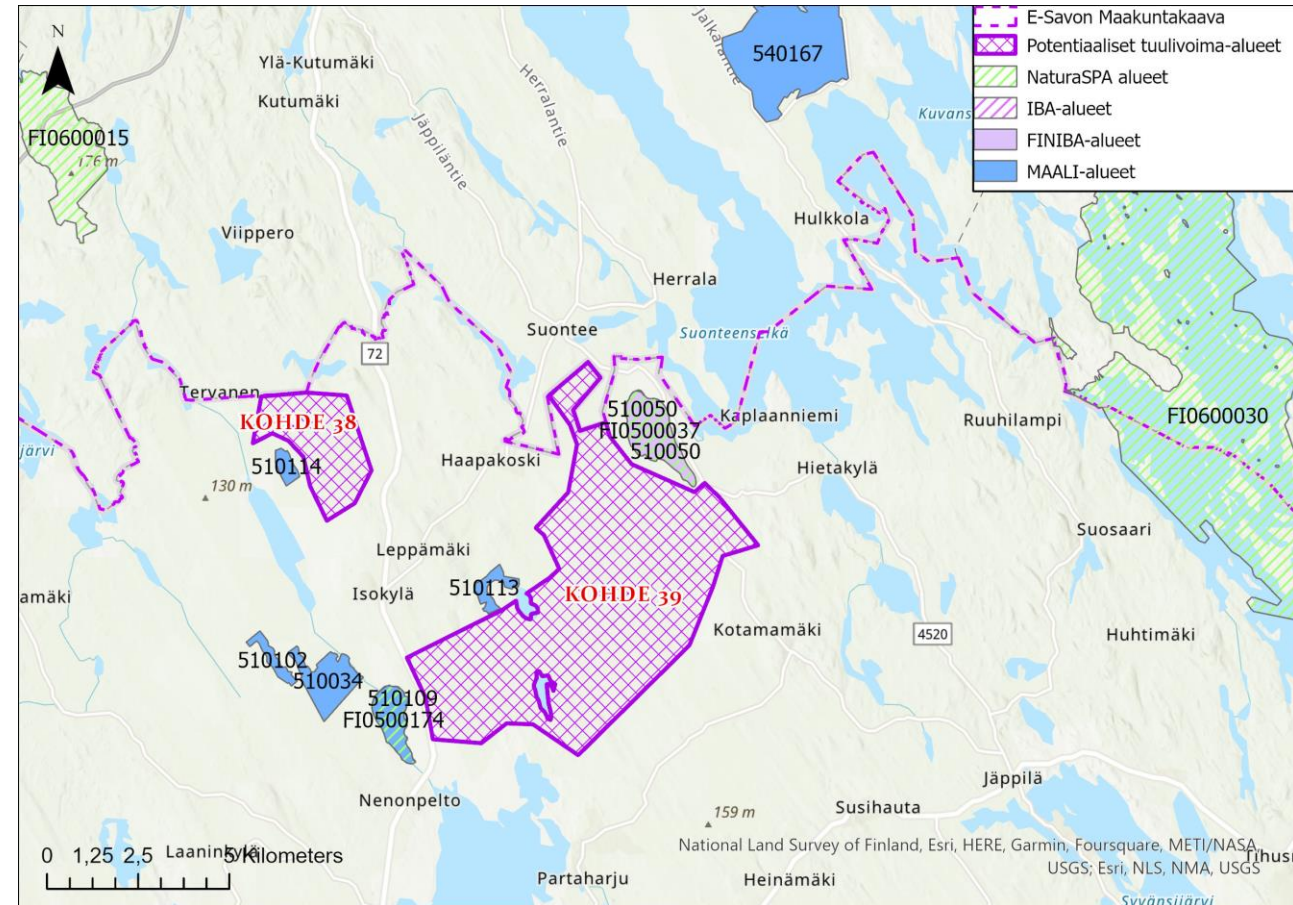 E-Savon Maakuntakaava
Potentiaaliset tuulivoima-alueet
NaturaSPA alueet
IBA-alueet
FINIBA-alueet
MAALI-alueet
N
Ylä-Kutumäki
Kutumäki
Jäppiläntie
Herralantie
Jalkalantie
540167
Kuvans
FI0600015
176 m
Viippero
Hulkkola
Herrala
Suontee
Suonteenselkä
72
Tervanen
KOHDE 38
510114
130 m
järvi
510050
FI0500037
510050
Kaplaanniemi
Ruuhilampi
FI0600030
Haapakoski
Hietakylä
Suosaari
Leppämäki
510113
Isokylä
KOHDE 39
amäki
Kotamamäki
4520
Huhtimäki
510102
510034
510109
FI0500174
Jäppilä
Nenonpelto
159 m
Susihauta
0 1,25 2,5 5 Kilometers
Laaninkylä
Partaharju
Heinämäki
National Land Survey of Finland, Esri, HERE, Garmin, Foursquare, METI/NASA,
USGS; Esri, NLS, NMA, USGS
Syvänsijärvi